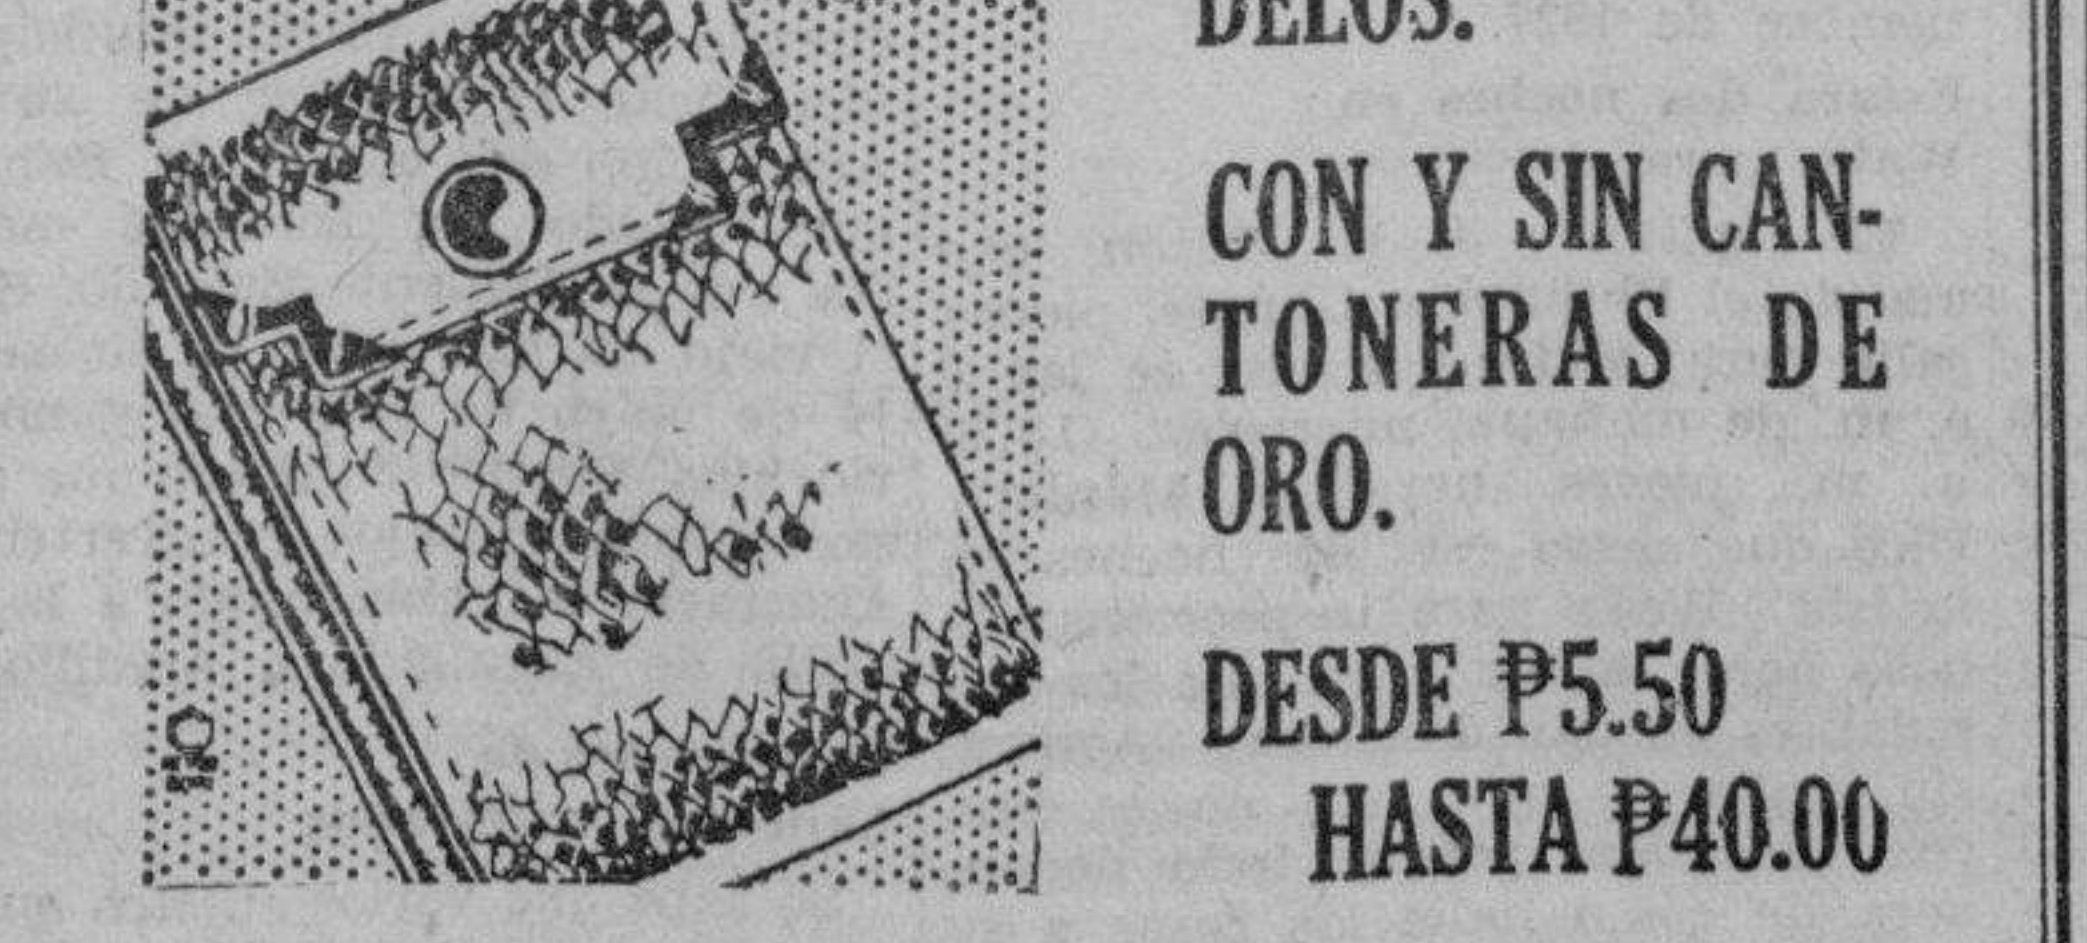 DELOS.
CON Y SIN CAN-
TONERAS DE
ORO.
DESDE ₱5.50
HASTA ₱40.00